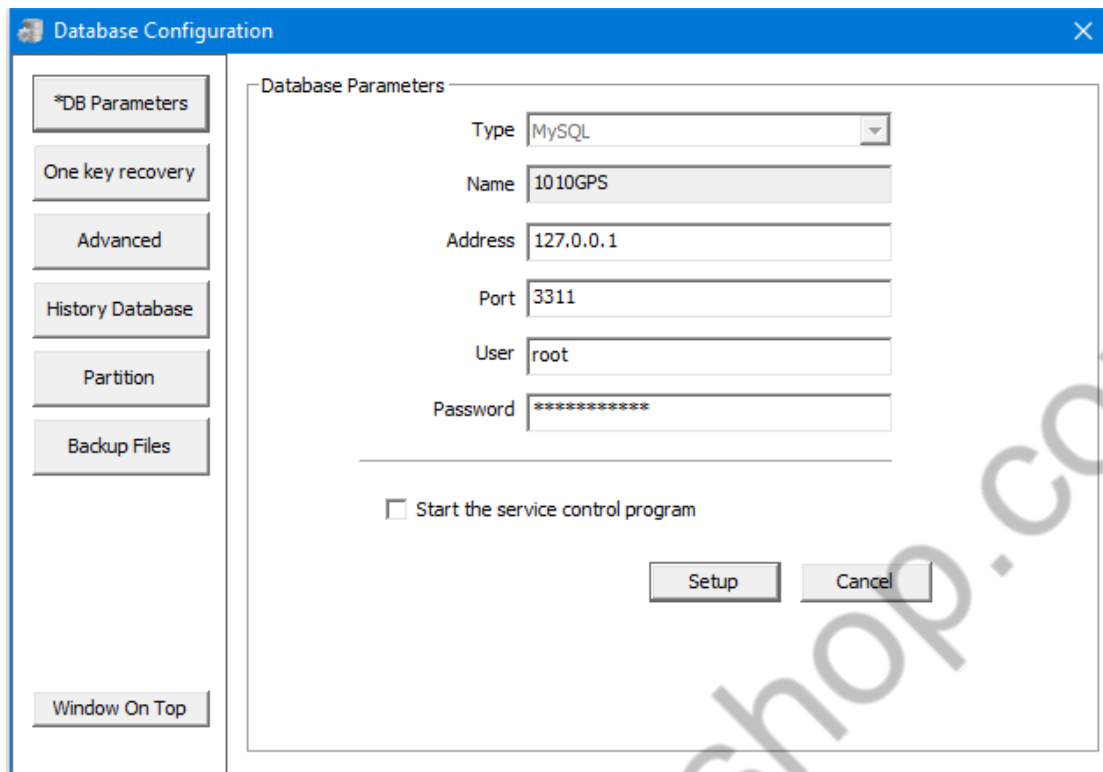 Database Configuration
*DB Parameters
One key recovery
Advanced
History Database
Partition
Backup Files
Window On Top
Database Parameters
Type MySQL
Name 1010GPS
Address 127.0.0.1
Port 3311
User root
Password ***********
Start the service control program
Setup Cancel
shop.co